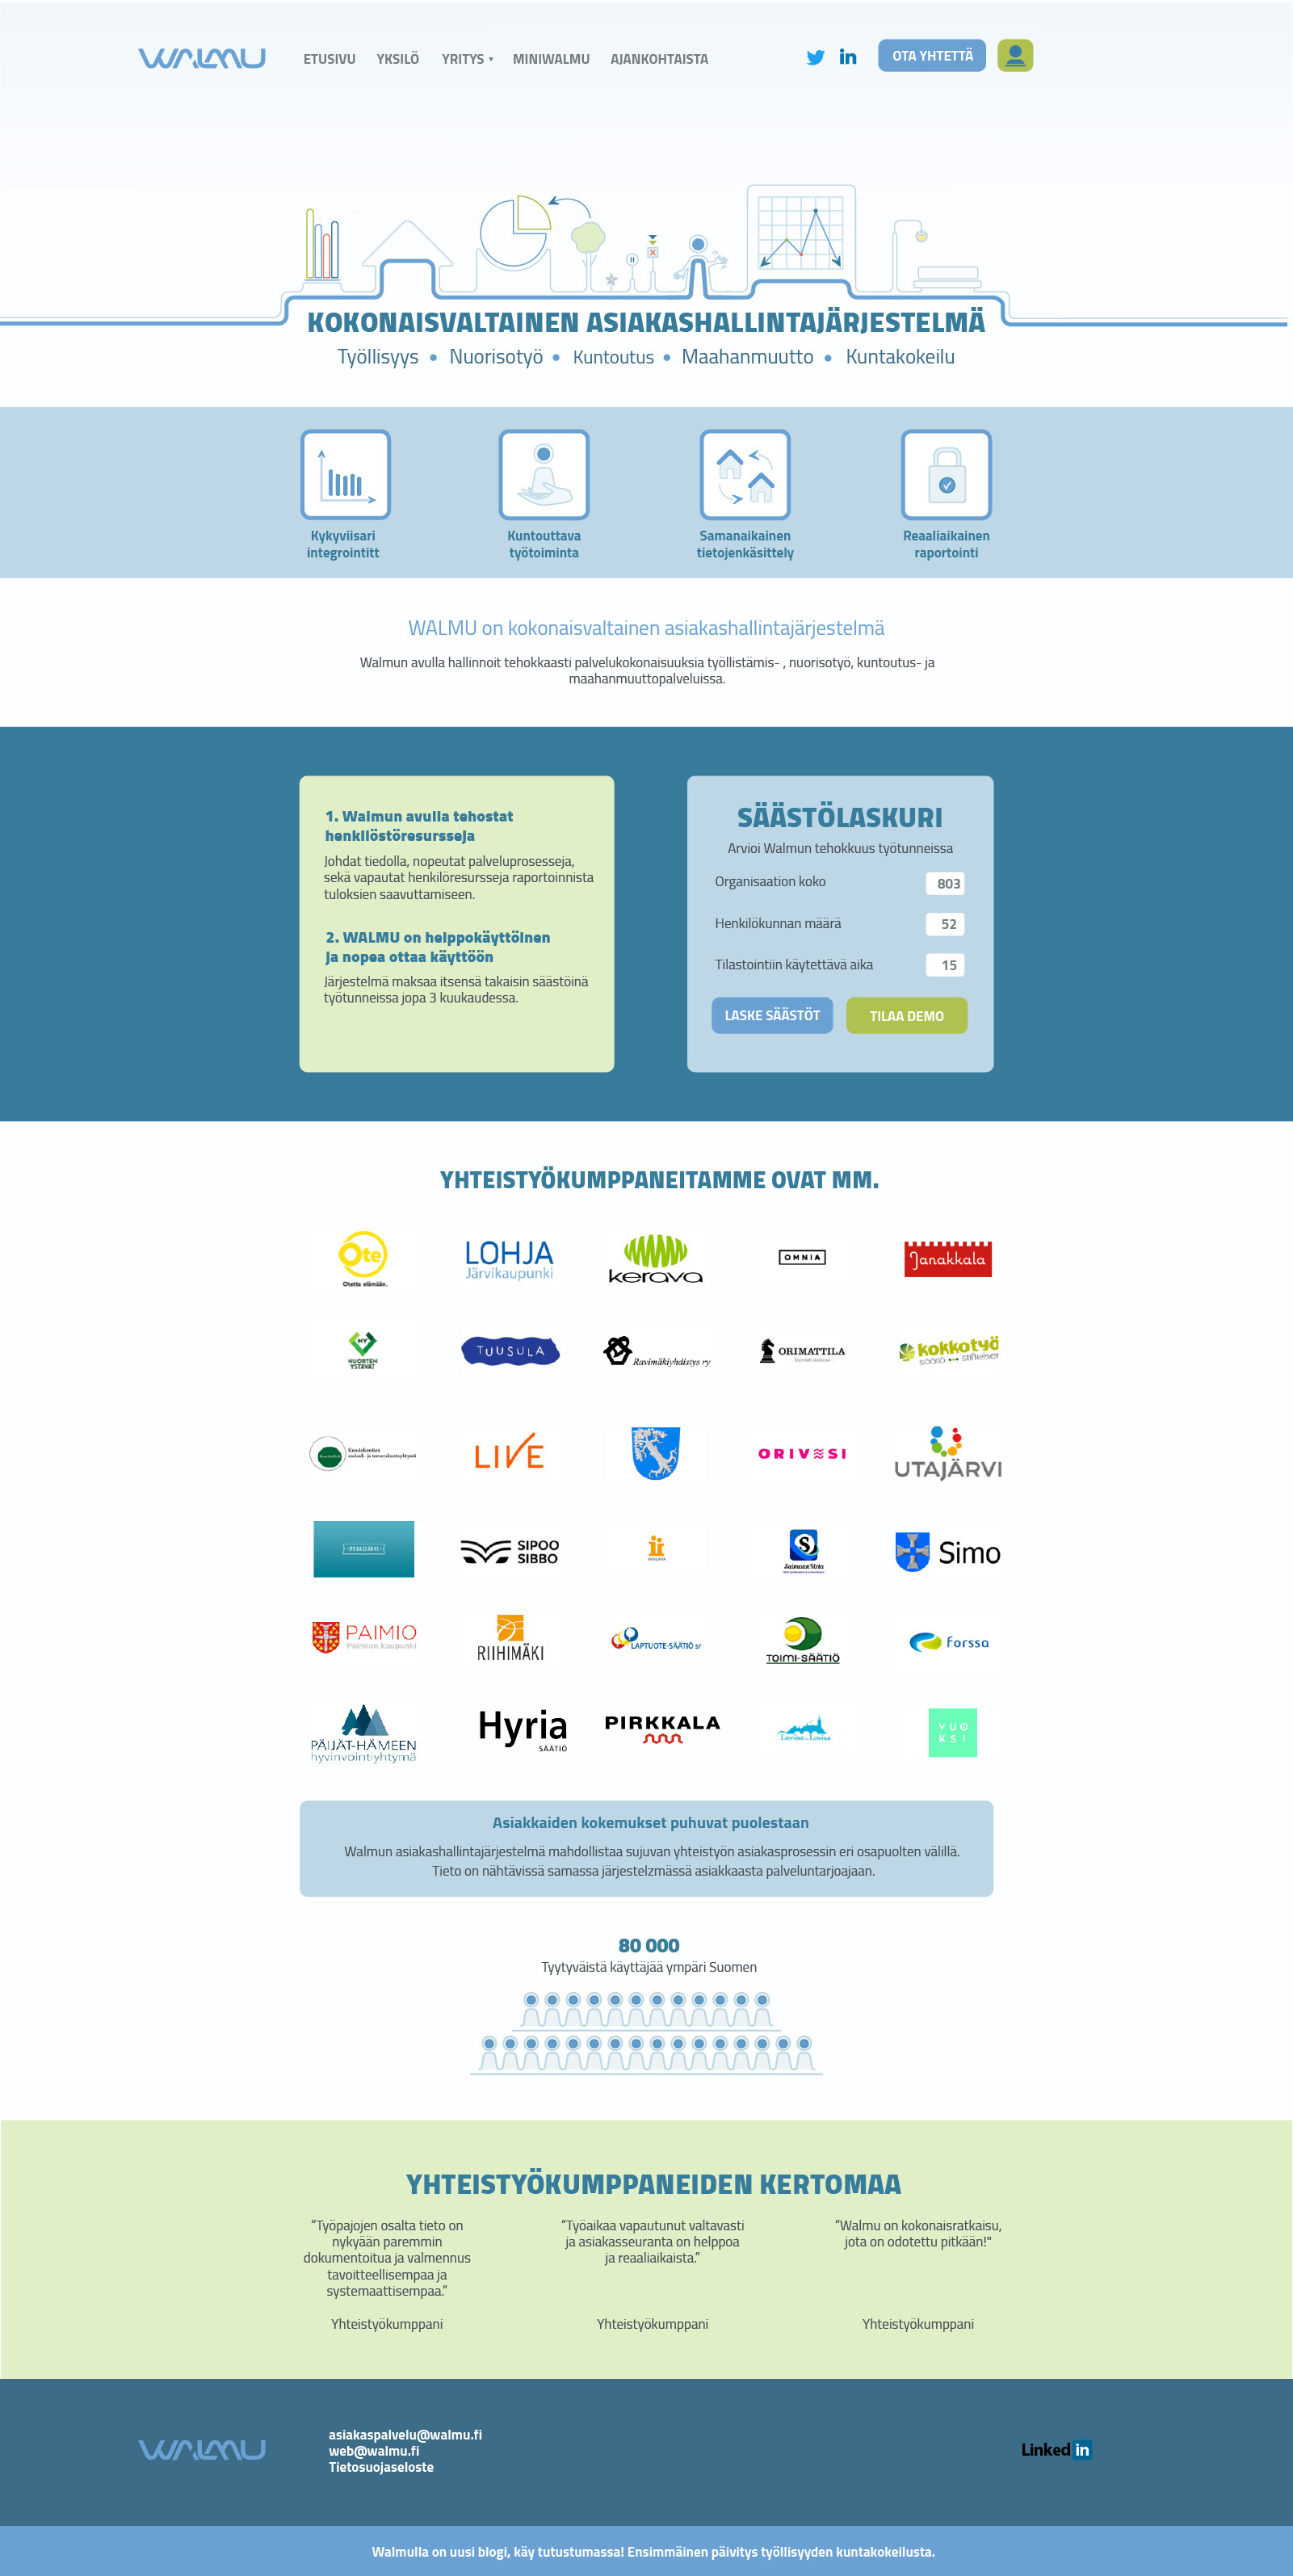 WALMU
ETUSIVU YKSILÖ YRITYS ▾ MINIWALMU AJANKOHTAISTA
in
OTA YHTETTÄ
KOKONAISVALTAINEN ASIAKASHALLINTAJÄRJESTELMÄ
Työllisyys • Nuorisotyö • Kuntoutus • Maahanmuutto • Kuntakokeilu
Kykyviisari
integrointitt
Kuntouttava
työtoiminta
Samanaikainen
tietojenkäsittely
Reaaliaikainen
raportointi
WALMU on kokonaisvaltainen asiakashallintajärjestelmä
Walmun avulla hallinnoit tehokkaasti palvelukokonaisuuksia työllistämis- , nuorisotyö, kuntoutus- ja
maahanmuuttopalveluissa.
1. Walmun avulla tehostat
henkilöstöresursseja
Johdat tiedolla, nopeutat palveluprosesseja,
sekä vapautat henkilöresursseja raportoinnista
tuloksien saavuttamiseen.
2. WALMU on helppokäyttöinen
ja nopea ottaa käyttöön
Järjestelmä maksaa itsensä takaisin säästöinä
työtunneissa jopa 3 kuukaudessa.
SÄÄSTÖLASKURI
Arvioi Walmun tehokkuus työtunneissa
Organisaation koko 803
Henkilökunnan määrä 52
Tilastointiin käytettävä aika 15
LASKE SÄÄSTÖT
TILAA DEMO
YHTEISTYÖKUMPPANEITAMME OVAT MM.
Ote
Otetta elämään.
LOHJA
Järvikaupunki
kerava
OMNIA
Janakkala
NY
NUORTEN
YSTÄVÄT
TUUSULA
Ravimäkiyhdistys ry
ORIMATTILA
kokkotyö
säätiö ••• stiftelsen
LIVE
ORIVESI
UTAJÄRVI
PUDASJÄRVI
SIPOO
SIBBO
ii
S
Saimaan Virta
Simo
PAIMIO
Paimion kaupunki
RIIHIMÄKI
LAPTUOTE-SÄÄTIÖ sr
TOIMI-SÄÄTIÖ
forssa
PÄIJÄT-HÄMEEN
hyvinvointiyhtymä
Hyria
SÄÄTIÖ
PIRKKALA
Loviisa Lovisa
VUO
KSI
Asiakkaiden kokemukset puhuvat puolestaan
Walmun asiakashallintajärjestelmä mahdollistaa sujuvan yhteistyön asiakasprosessin eri osapuolten välillä.
Tieto on nähtävissä samassa järjestelzmässä asiakkaasta palveluntarjoajaan.
80 000
Tyytyväistä käyttäjää ympäri Suomen
YHTEISTYÖKUMPPANEIDEN KERTOMAA
“Työpajojen osalta tieto on
nykyään paremmin
dokumentoitua ja valmennus
tavoitteellisempaa ja
systemaattisempaa.”
Yhteistyökumppani
“Työaikaa vapautunut valtavasti
ja asiakasseuranta on helppoa
ja reaaliaikaista.”
Yhteistyökumppani
“Walmu on kokonaisratkaisu,
jota on odotettu pitkään!"
Yhteistyökumppani
WALMU
asiakaspalvelu@walmu.fi
web@walmu.fi
Tietosuojaseloste
Linked in
Walmulla on uusi blogi, käy tutustumassa! Ensimmäinen päivitys työllisyyden kuntakokeilusta.